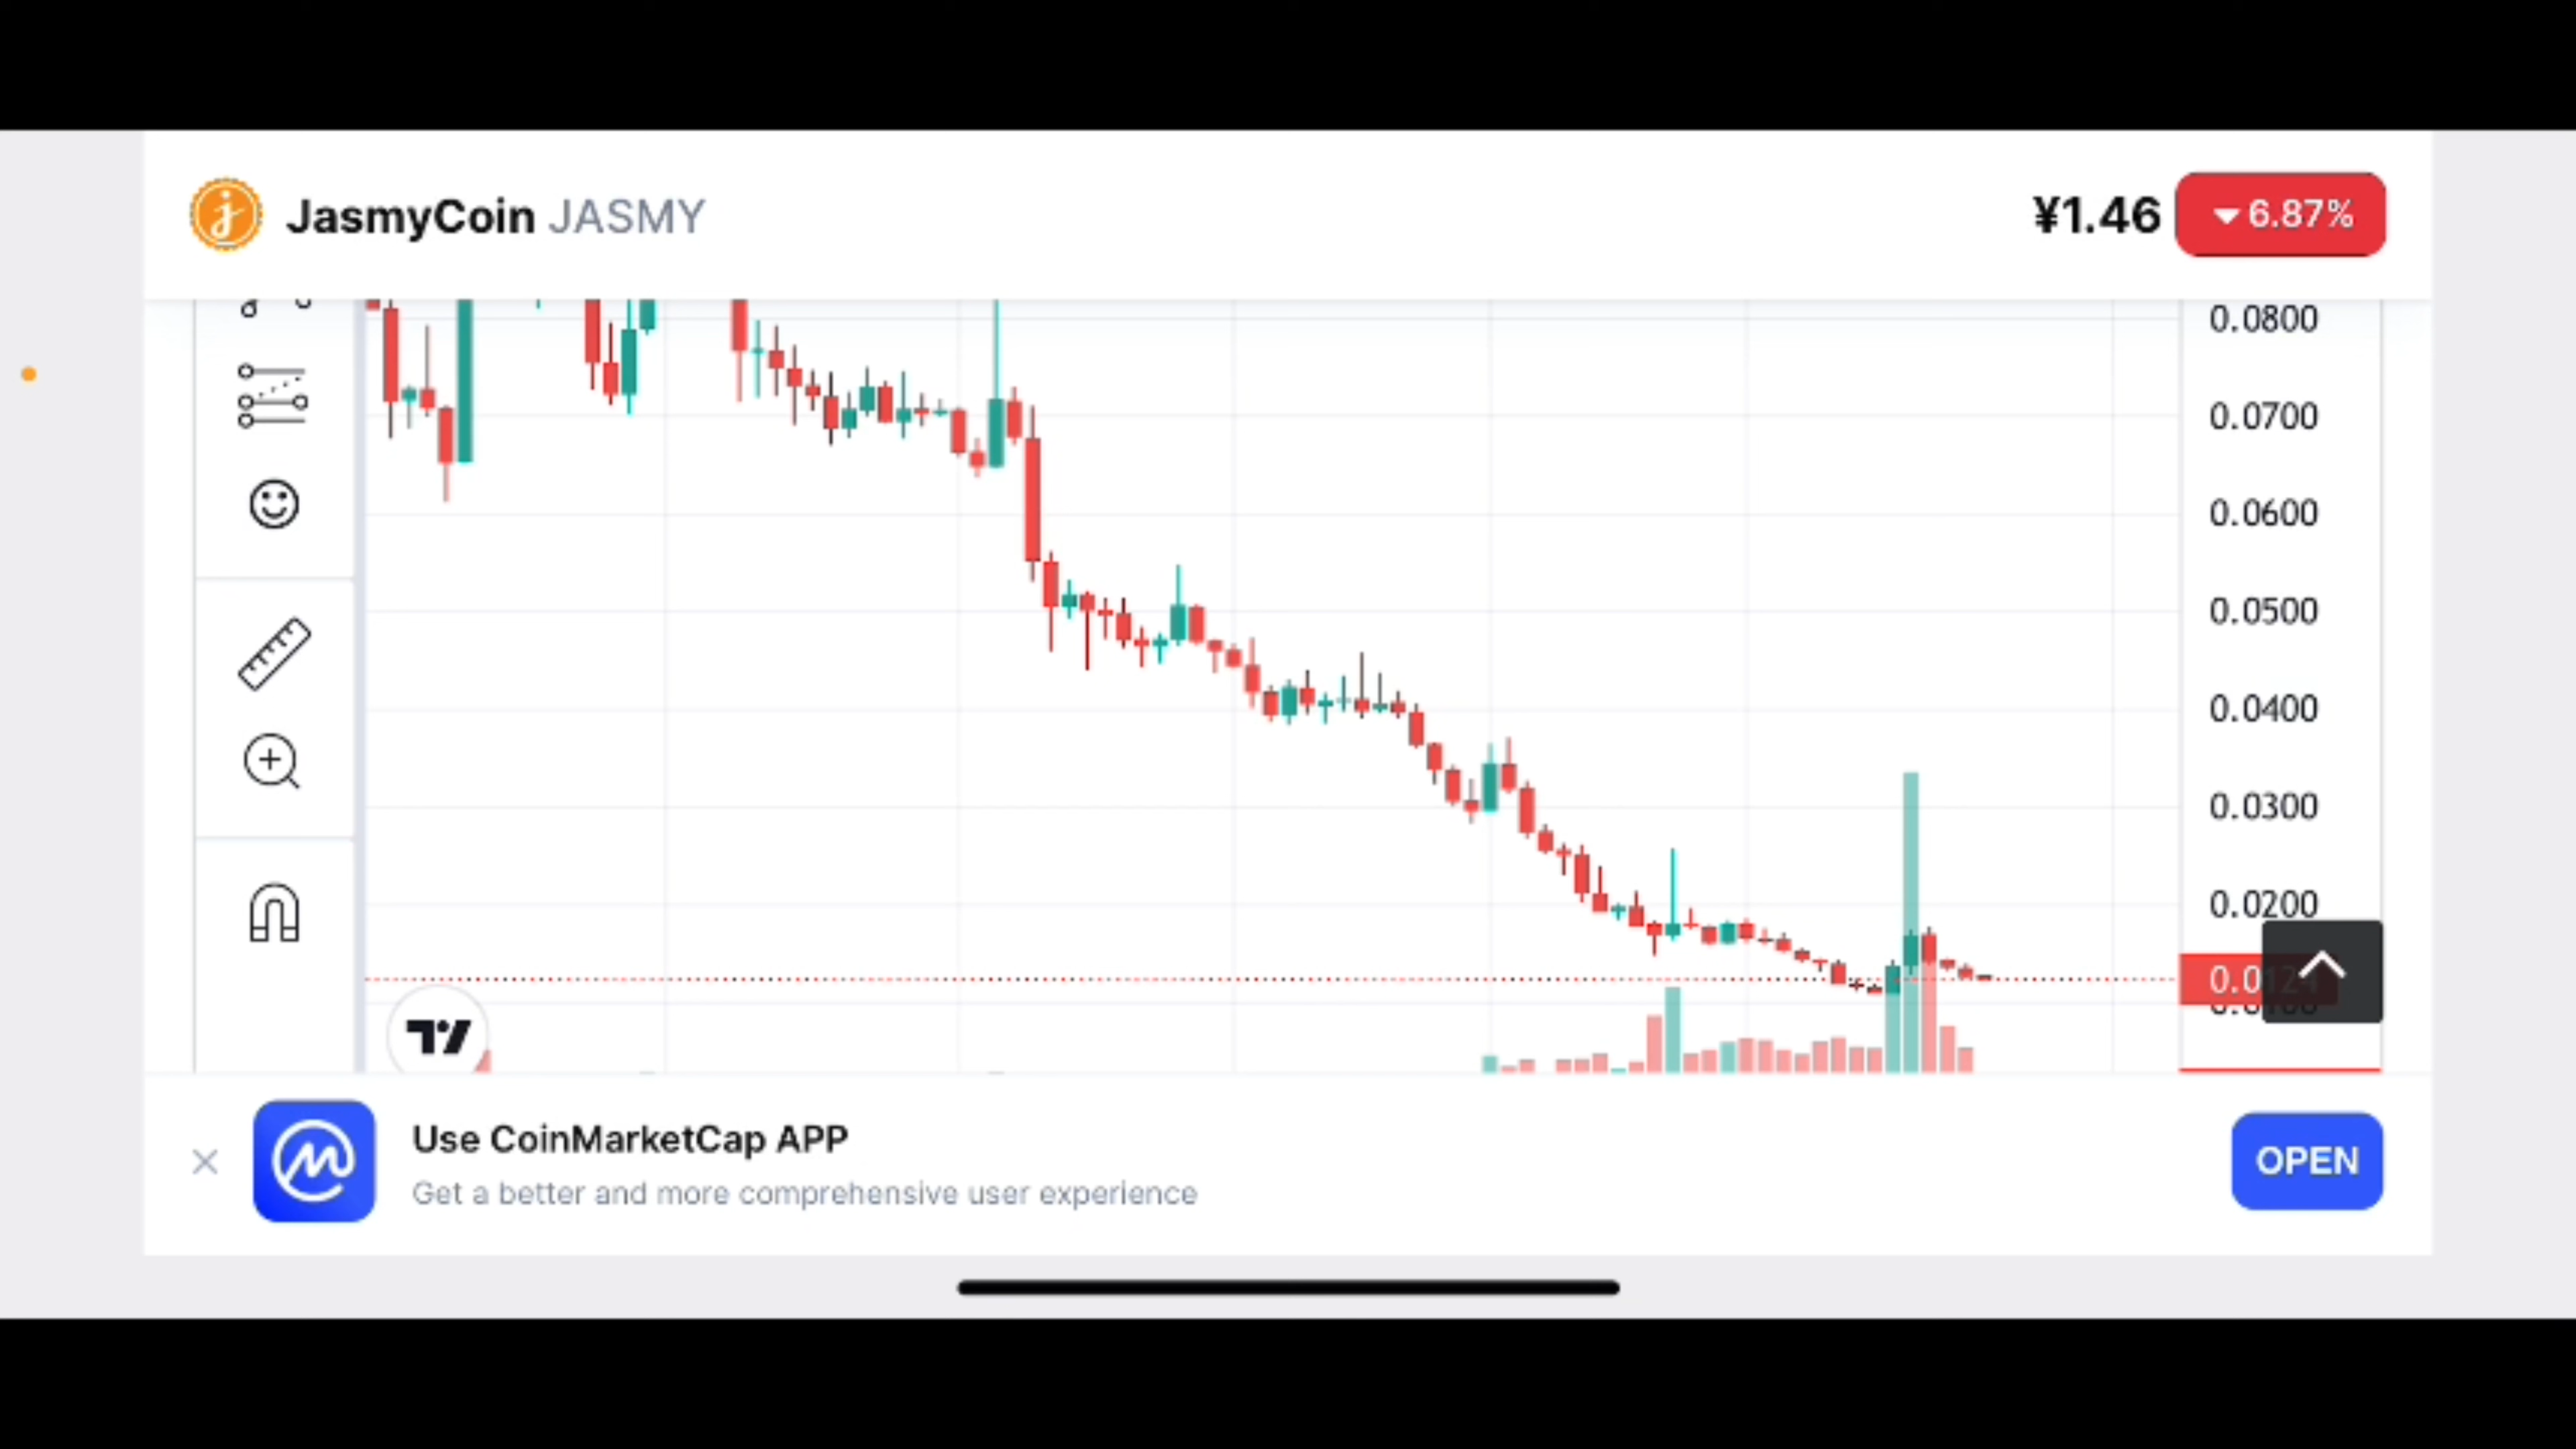 JasmyCoin JASMY
¥1.46
6.87%
0.0800
0.0700
0.0600
0.0500
0.0400
0.0300
0.0200
Use CoinMarketCap APP
Get a better and more comprehensive user experience
OPEN